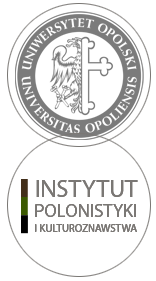 UNIWERSYTET OPOLSKI
UNIVERSITAS OPOLIENSIS
INSTYTUT
POLONISTYKI
I KULTUROZNAWSTWA